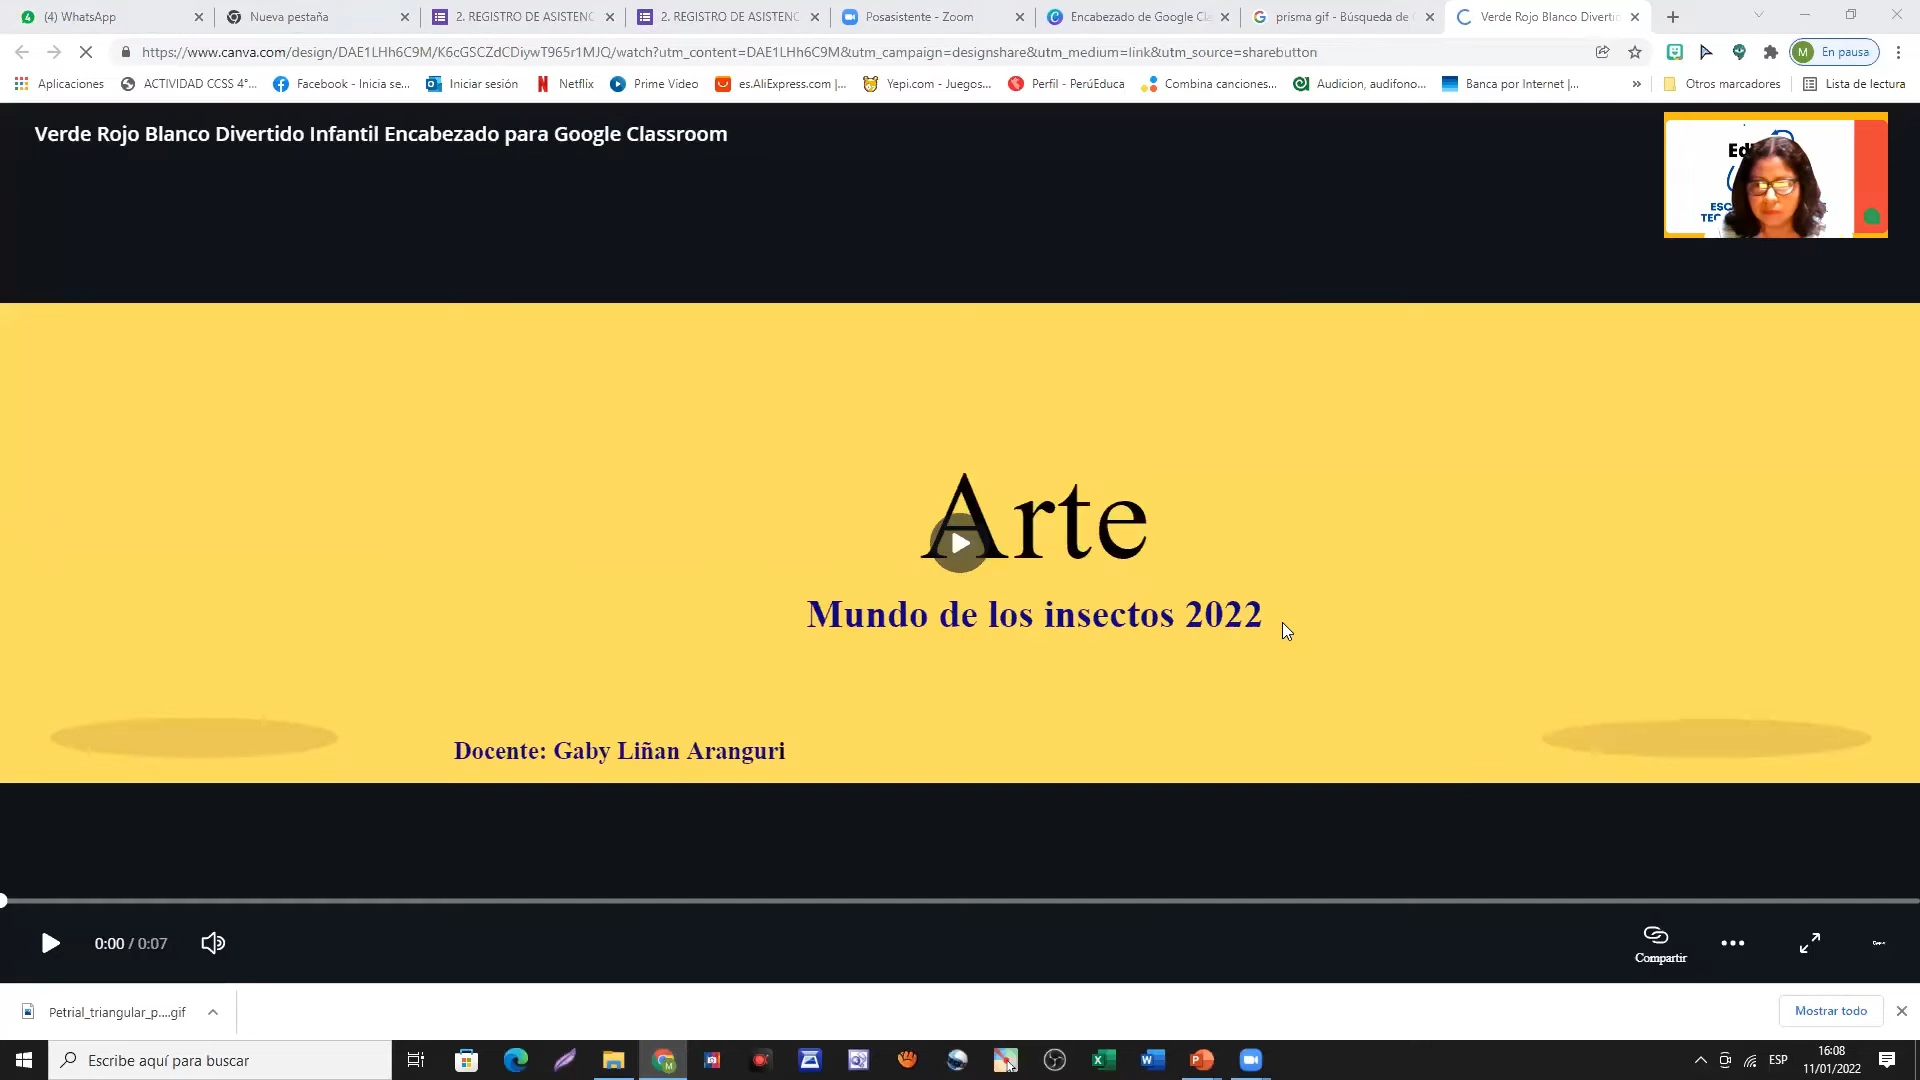 (4) WhatsApp
Nueva pestaña
2. REGISTRO DE ASISTENC
2. REGISTRO DE ASISTENC
Posasistente - Zoom
Encabezado de Google Cla
prisma gif - Búsqueda de
Verde Rojo Blanco Divertido
https://www.canva.com/design/DAE1LHh6C9M/K6cGSCZdCDiywT965r1MJQ/watch?utm_content=DAE1LHh6C9M&utm_campaign=designshare&utm_medium=link&utm_source=sharebutton
M En pausa
Aplicaciones
ACTIVIDAD CCSS 4°...
Facebook - Inicia se...
Iniciar sesión
Netflix
Prime Video
es.AliExpress.com |...
Yepi.com - Juegos...
Perfil - PerúEduca
Combina canciones...
Audicion, audifono...
Banca por Internet |...
»
Otros marcadores
Lista de lectura
Verde Rojo Blanco Divertido Infantil Encabezado para Google Classroom
Arte
Mundo de los insectos 2022
Docente: Gaby Liñan Aranguri
0:00 / 0:07
Compartir
Petrial_triangular_p....gif
Mostrar todo
Escribe aquí para buscar
ESP
16:08
11/01/2022